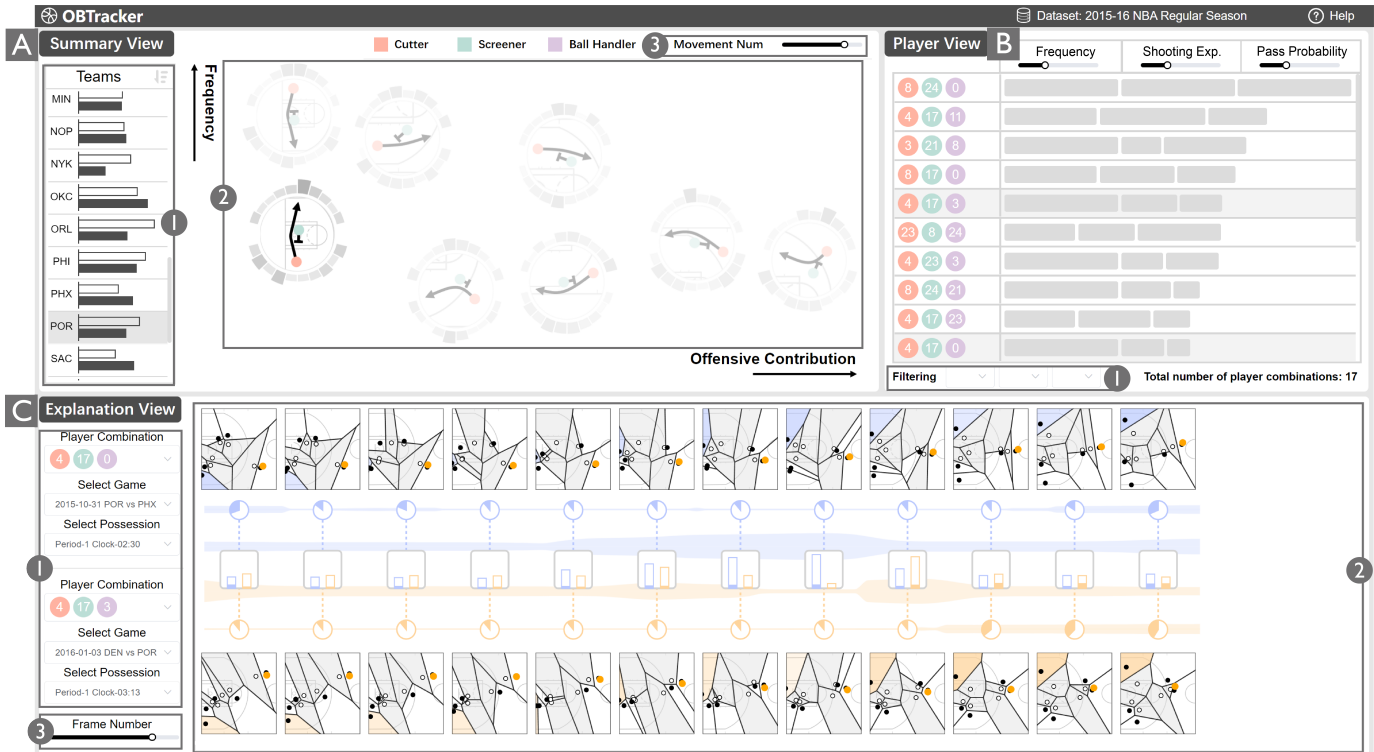 OBTracker
Dataset: 2015-16 NBA Regular Season
Help
A
Summary View
Cutter
Screener
Ball Handler
3
Movement Num
Teams
MIN
NOP
NYK
OKC
ORL
PHI
PHX
POR
SAC
1
Frequency
2
Offensive Contribution
Player View
B
Frequency
Shooting Exp.
Pass Probability
8 24 0
4 17 11
3 21 8
8 17 0
4 17 3
23 8 24
4 23 3
8 24 21
4 17 23
4 17 0
Filtering
1
Total number of player combinations: 17
C
Explanation View
Player Combination
4 17 0
Select Game
2015-10-31 POR vs PHX
Select Possession
Period-1 Clock-02:30
1
Player Combination
4 17 3
Select Game
2016-01-03 DEN vs POR
Select Possession
Period-1 Clock-03:13
3
Frame Number
2